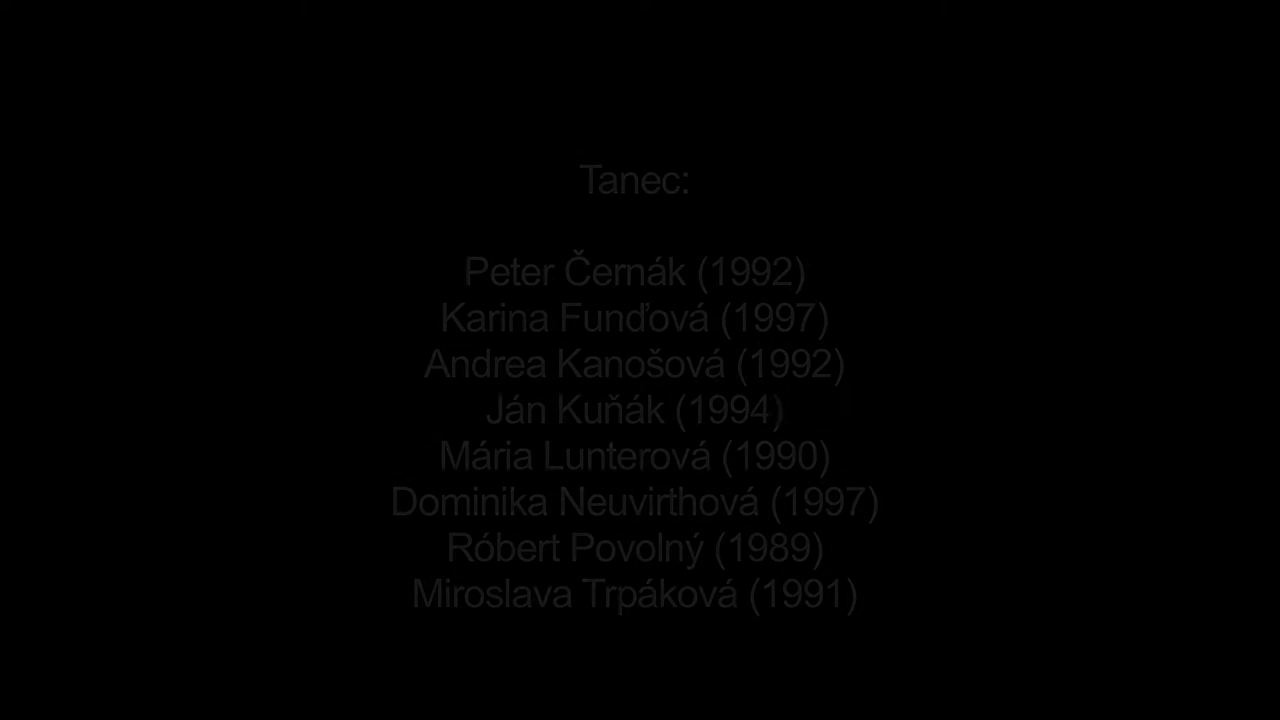 Tanec:
Peter Černák (1992)
Karina Funďová (1997)
Andrea Kanošová (1992)
Ján Kuňák (1994)
Mária Lunterová (1990)
Dominika Neuvirthová (1997)
Róbert Povolný (1989)
Miroslava Trpáková (1991)